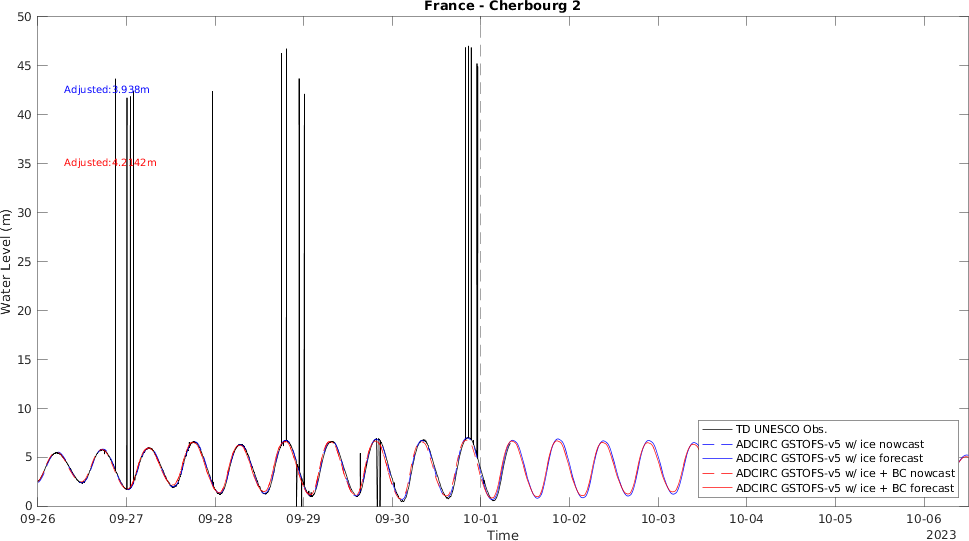 France - Cherbourg 2
50
45
40
35
30
25
20
15
10
5
0
Water Level (m)
Adjusted:3.938m
Adjusted:4.2142m
TD UNESCO Obs.
ADCIRC GSTOFS-v5 w/ ice nowcast
ADCIRC GSTOFS-v5 w/ ice forecast
ADCIRC GSTOFS-v5 w/ ice + BC nowcast
ADCIRC GSTOFS-v5 w/ ice + BC forecast
09-26 09-27 09-28 09-29 09-30 10-01 10-02 10-03 10-04 10-05 10-06
2023
Time